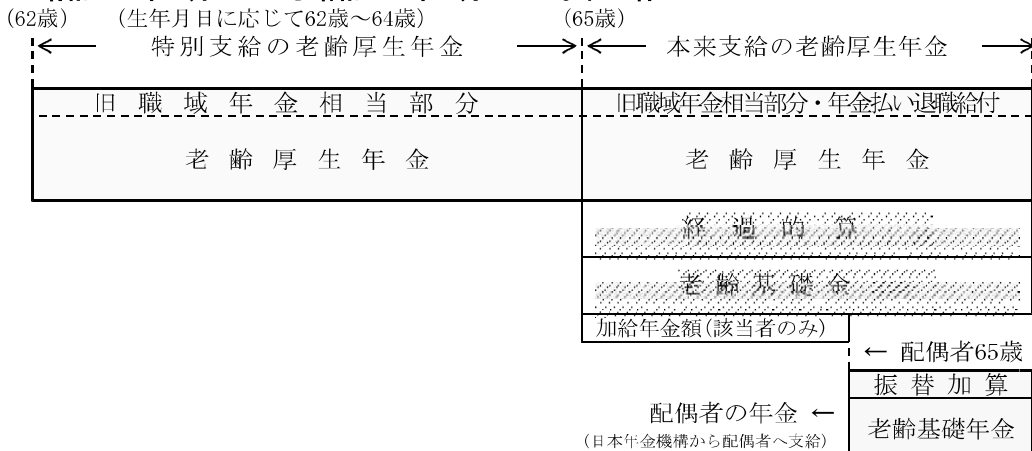 (62歳) (生年月日に応じて62歳～64歳) (65歳)
特別支給の老齢厚生年金 本来支給の老齢厚生年金
旧職域年金相当部分 旧職域年金相当部分・年金払い退職給付
老齢厚生年金 老齢厚生年金
経過的算
老齢基礎金
加給年金額(該当者のみ)
← 配偶者65歳
振替加算
配偶者の年金 ←
老齢基礎年金
(日本年金機構から配偶者へ支給)